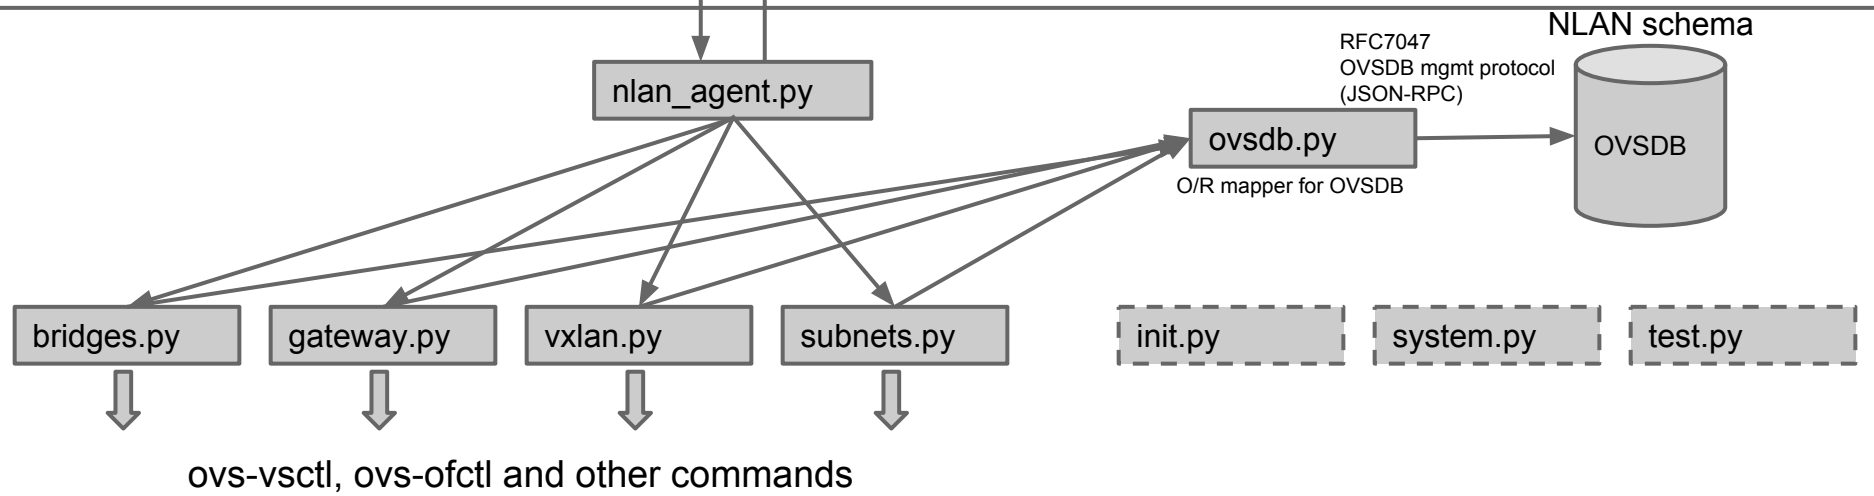 NLAN schema
RFC7047
OVSDB mgmt protocol
(JSON-RPC)
nlan_agent.py
ovsdb.py
OVSDB
O/R mapper for OVSDB
bridges.py
gateway.py
vxlan.py
subnets.py
init.py
system.py
test.py
ovs-vsctl, ovs-ofctl and other commands